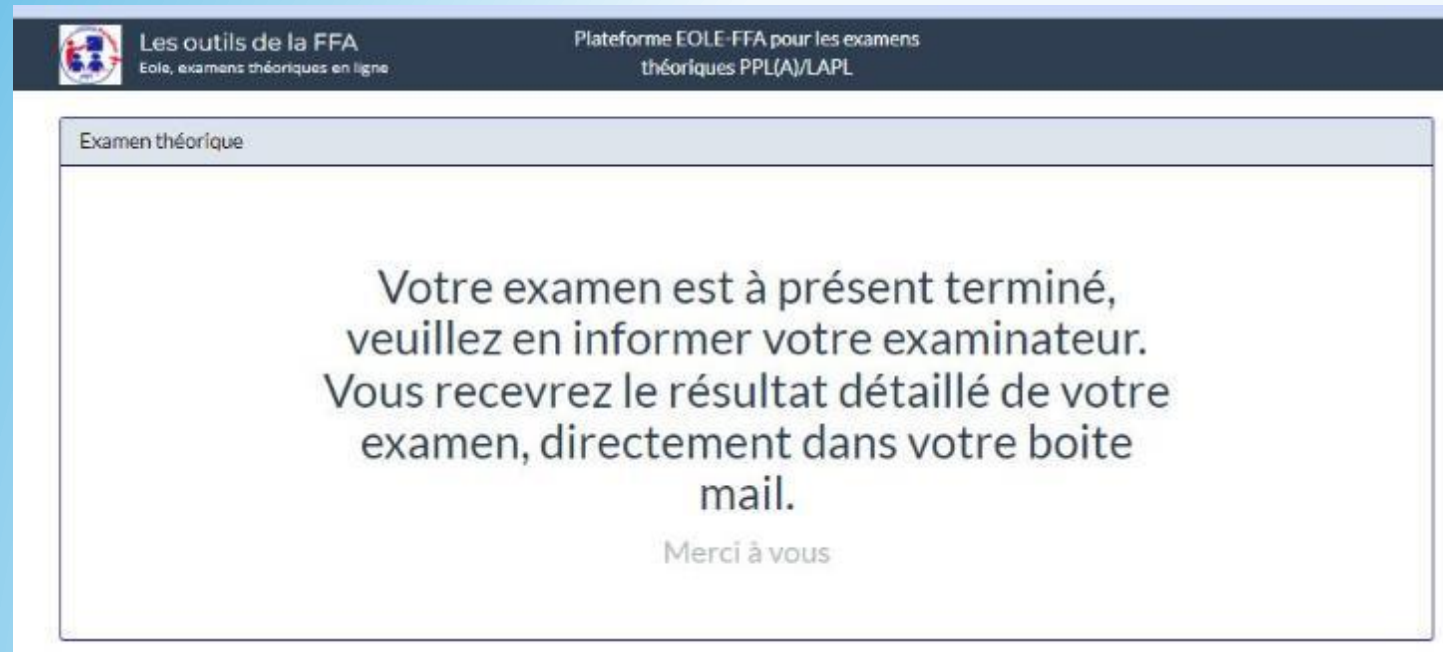 Les outils de la FFA
Eole, examens théoriques en ligne
Plateforme EOLE-FFA pour les examens
théoriques PPL(A)/LAPL
Examen théorique
Votre examen est à présent terminé,
veuillez en informer votre examinateur.
Vous recevrez le résultat détaillé de votre
examen, directement dans votre boite
mail.
Merci à vous